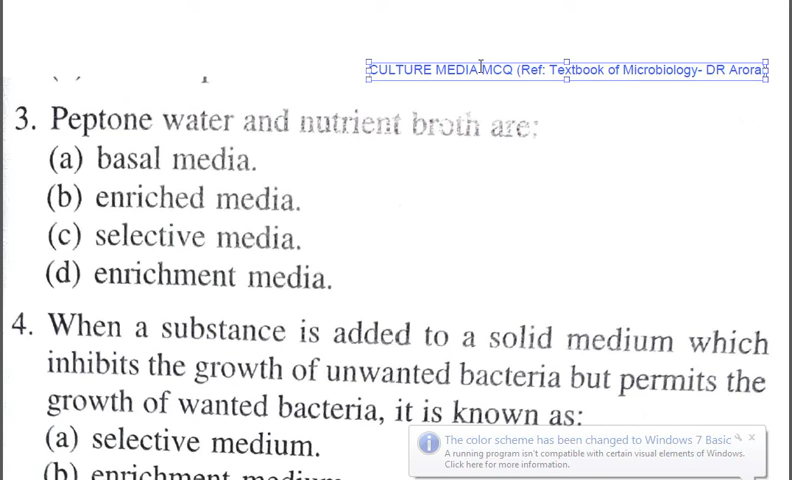 CULTURE MEDIA MCQ (Ref: Textbook of Microbiology- DR Arora)
3. Peptone water and nutrient broth are:
(a) basal media.
(b) enriched media.
(c) selective media.
(d) enrichment media.
4. When a substance is added to a solid medium which
inhibits the growth of unwanted bacteria but permits the
growth of wanted bacteria, it is known as:
(a) selective medium.
(b) enrichment medium
The color scheme has been changed to Windows 7 Basic
A running program isn't compatible with certain visual elements of Windows.
Click here for more information.